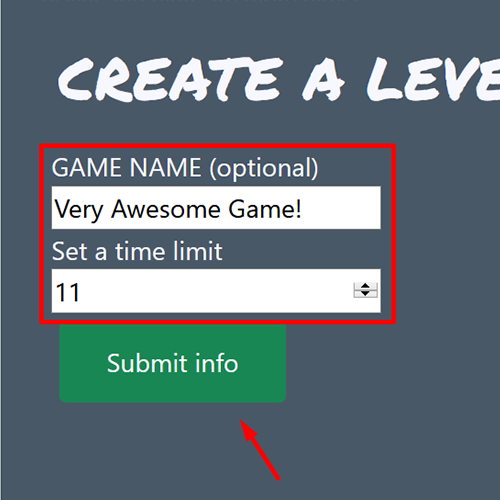 CREATE A LEVE
GAME NAME (optional)
Very Awesome Game!
Set a time limit
11
Submit info